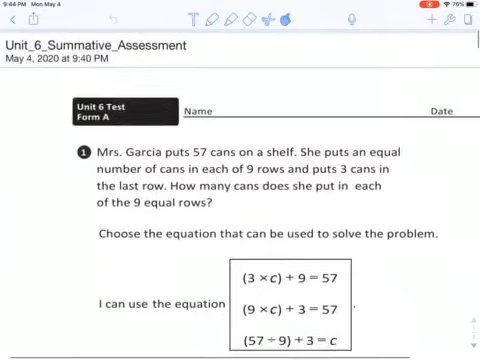 9:44 PM Mon May 4
76%
Unit_6_Summative_Assessment
May 4, 2020 at 9:40 PM
Unit 6 Test
Form A
Name
Date
1 Mrs. Garcia puts 57 cans on a shelf. She puts an equal
number of cans in each of 9 rows and puts 3 cans in
the last row. How many cans does she put in each
of the 9 equal rows?
Choose the equation that can be used to solve the problem.
(3 × c) + 9 = 57
I can use the equation (9 × c) + 3 = 57 .
(57 ÷ 9) + 3 = c